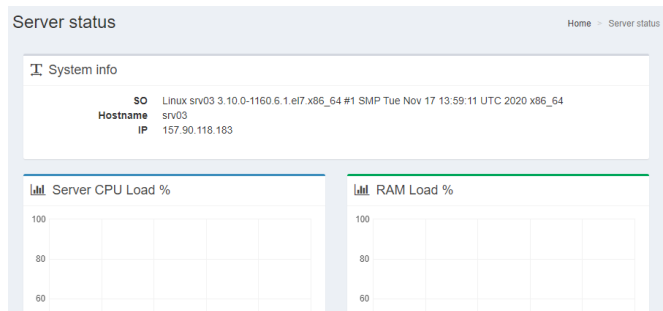 Server status
Home > Server status
System info
SO Linux srv03 3.10.0-1160.6.1.el7.x86_64 #1 SMP Tue Nov 17 13:59:11 UTC 2020 x86_64
Hostname srv03
IP 157.90.118.183
Server CPU Load %
RAM Load %
100
80
60
100
80
60